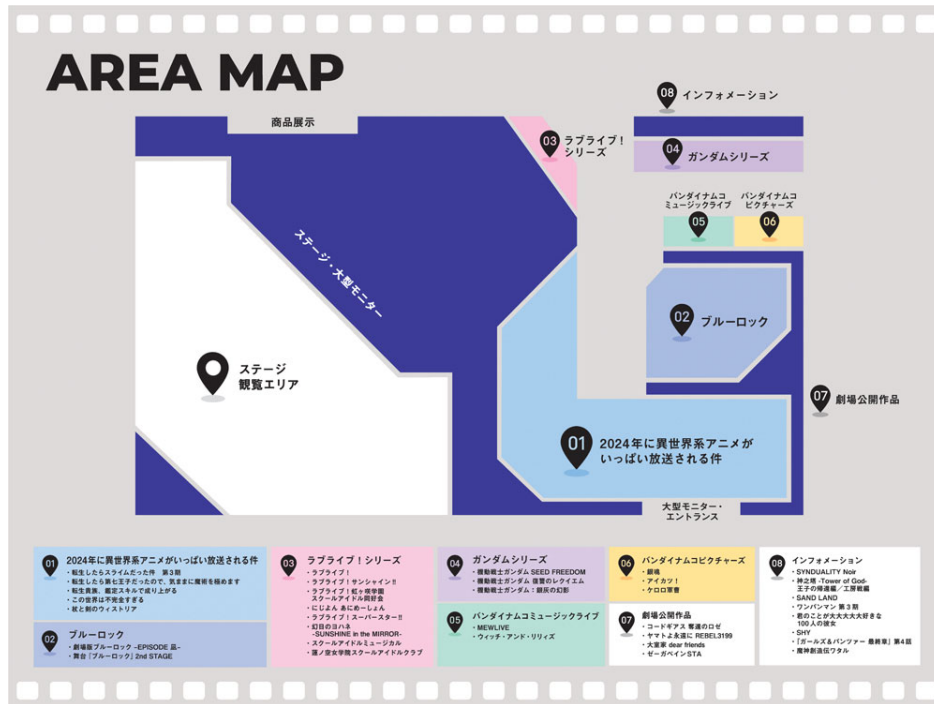 AREA MAP
商品展示
08 インフォメーション
03 ラブライブ!
シリーズ
04 ガンダムシリーズ
バンダイナムコ
ミュージックライブ
バンダイナムコ
ピクチャーズ
05
06
ステージ・大型モニター
02 ブルーロック
ステージ
観覧エリア
07 劇場公開作品
01 2024年に異世界系アニメが
いっぱい放送される件
大型モニター・
エントランス
01 2024年に異世界系アニメがいっぱい放送される件
・転生したらスライムだった件 第3期
・転生したら第七王子だったので、気ままに魔術を極めます
・転生貴族、鑑定スキルで成り上がる
・この世界は不完全すぎる
・杖と剣のウィストリア
02 ブルーロック
・劇場版ブルーロック -EPISODE 凪-
・舞台『ブルーロック』2nd STAGE
03 ラブライブ!シリーズ
・ラブライブ!
・ラブライブ!サンシャイン!!
・ラブライブ!虹ヶ咲学園
スクールアイドル同好会
・ラブライブ!スーパースター!!
・にじよん あにめーしょん
・幻日のヨハネ
-SUNSHINE in the MIRROR-
・スクールアイドルミュージカル
・蓮ノ空女学院スクールアイドルクラブ
04 ガンダムシリーズ
・機動戦士ガンダム SEED FREEDOM
・機動戦士ガンダム 復讐のレクイエム
・機動戦士ガンダム:銀灰の幻影
05 バンダイナムコミュージックライブ
・MEWLIVE
・ウィッチ・アンド・リリィズ
06 バンダイナムコピクチャーズ
・銀魂
・アイカツ!
・ケロロ軍曹
07 劇場公開作品
・コードギアス 奪還のロゼ
・ヤマトよ永遠に REBEL3199
・大室家 dear friends
・ゼーガペインSTA
08 インフォメーション
・SYNDUALITY Noir
・神之塔 -Tower of God-
王子の帰還編/工房戦編
・SAND LAND
・ワンパンマン 第3期
・君のことが大大大大大好きな
100人の彼女
・SHY
・『ガールズ&パンツァー 最終章』第4話
・魔神創造伝ワタル